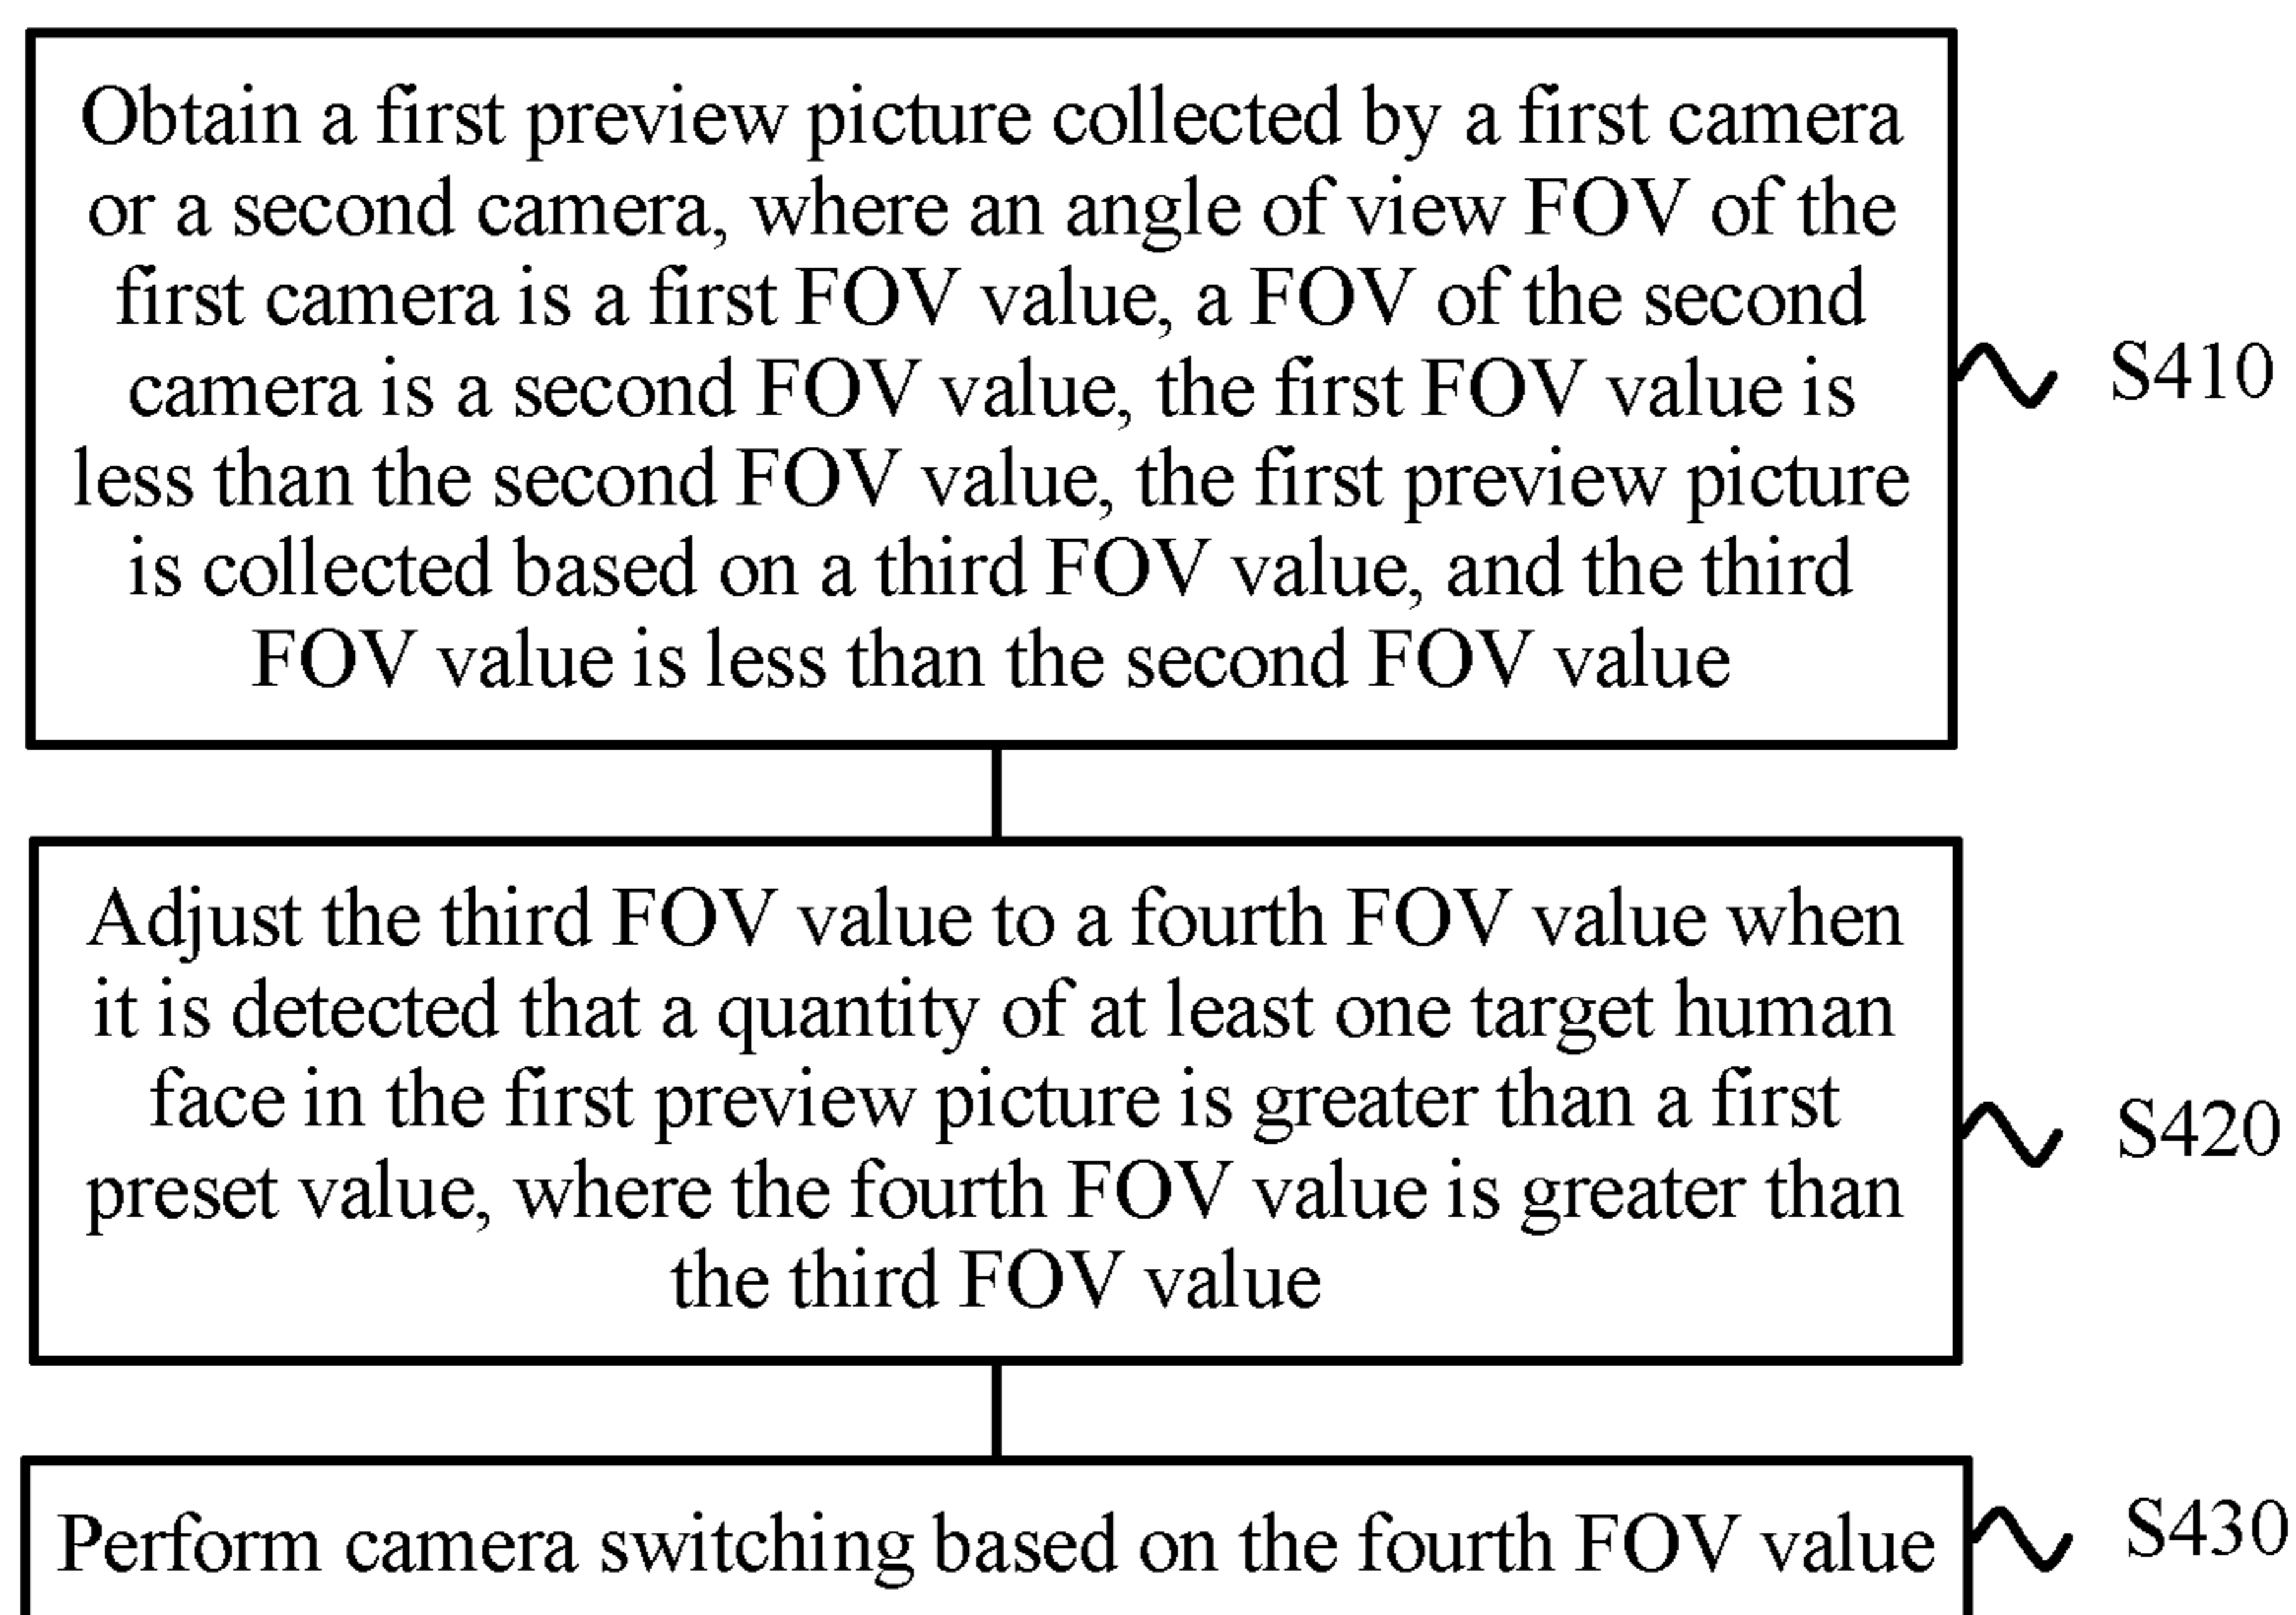 Obtain a first preview picture collected by a first camera
or a second camera, where an angle of view FOV of the
first camera is a first FOV value, a FOV of the second
camera is a second FOV value, the first FOV value is
less than the second FOV value, the first preview picture
is collected based on a third FOV value, and the third
FOV value is less than the second FOV value
S410
Adjust the third FOV value to a fourth FOV value when
it is detected that a quantity of at least one target human
face in the first preview picture is greater than a first
preset value, where the fourth FOV value is greater than
the third FOV value
S420
Perform camera switching based on the fourth FOV value
S430